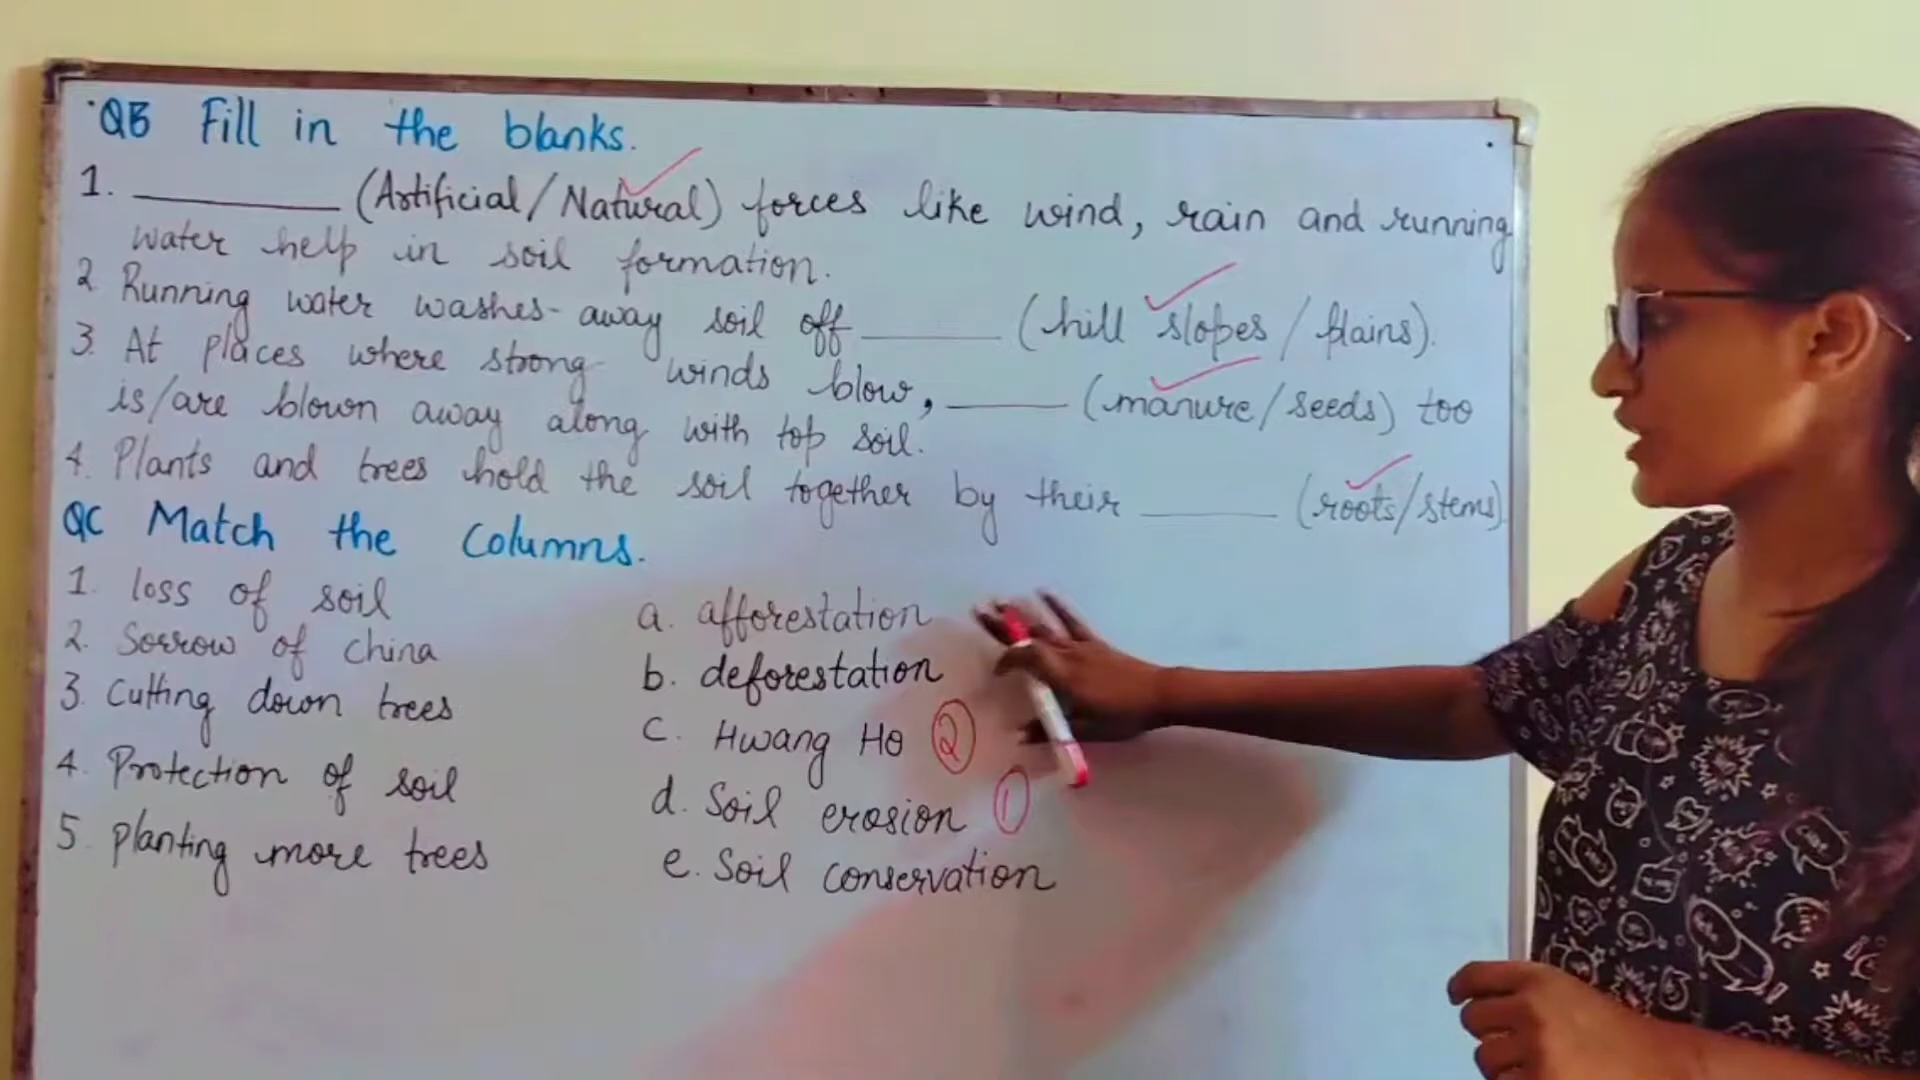 QB Fill in the blanks.
1. ________ (Artificial/Natural) forces like wind, rain and running
water help in soil formation.
2 Running water washes-away soil off ______ (hill slopes / plains).
3. At places where strong winds blow, _____ (manure/seeds) too
is/are blown away along with top soil.
4. Plants and trees hold the soil together by their ______ (roots/stems).
QC Match the Columns.
1. loss of soil a. afforestation
2. Sorrow of china b. deforestation
3. Cutting down trees c. Hwang Ho 2
4. Protection of soil d. Soil erosion 1
5. planting more trees e. Soil conservation